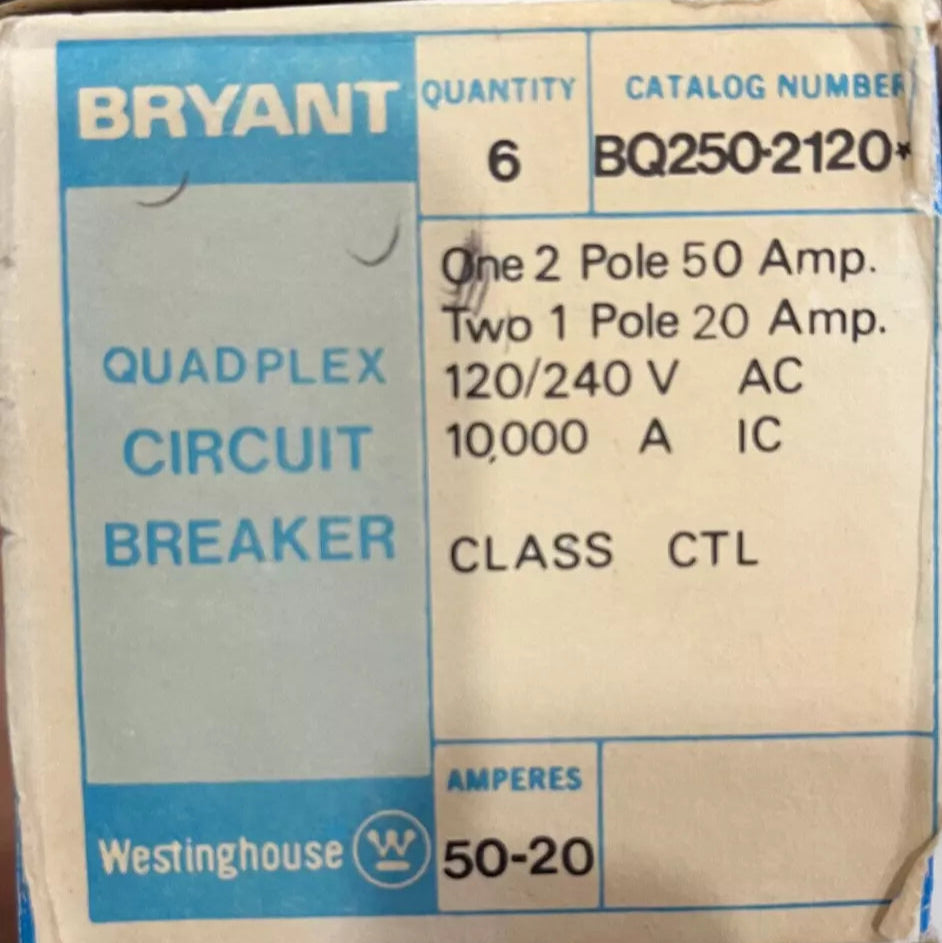 BRYANT
QUANTITY
6
CATALOG NUMBER
BQ250-2120*
QUADPLEX
CIRCUIT
BREAKER
One 2 Pole 50 Amp.
Two 1 Pole 20 Amp.
120/240 V AC
10,000 A IC
CLASS CTL
Westinghouse W
AMPERES
50-20